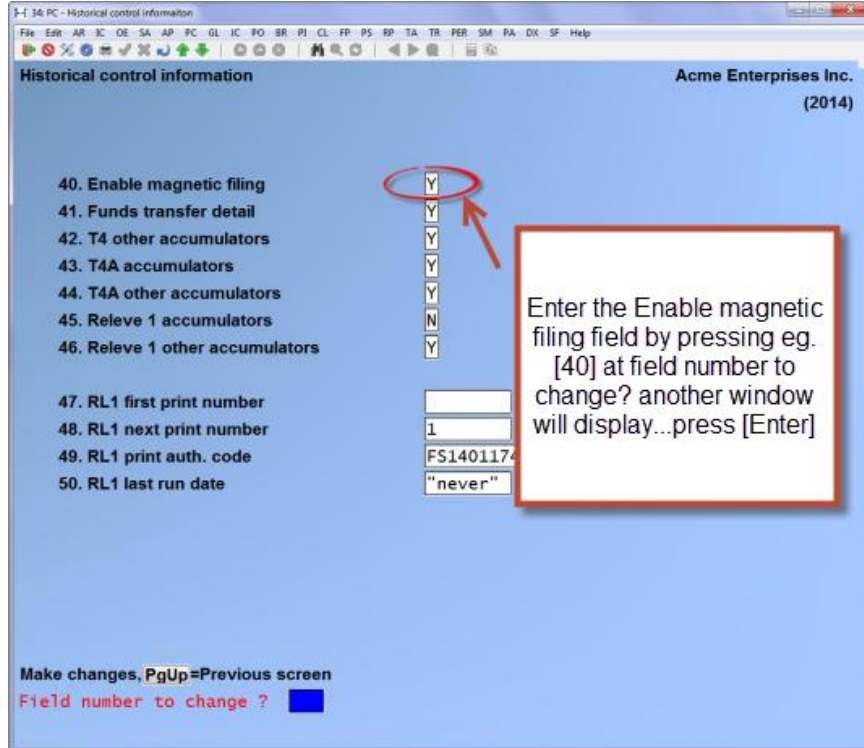 34: PC - Historical control informaiton
File Edit AR IC OE SA AP PC GL JC PO BR PI CL FP PS RP TA TR PER SM PA DX SF Help
Historical control information
Acme Enterprises Inc.
(2014)
40. Enable magnetic filing Y
41. Funds transfer detail Y
42. T4 other accumulators Y
43. T4A accumulators Y
44. T4A other accumulators Y
45. Releve 1 accumulators N
46. Releve 1 other accumulators Y
47. RL1 first print number
48. RL1 next print number 1
49. RL1 print auth. code FS1401174
50. RL1 last run date "never"
Enter the Enable magnetic
filing field by pressing eg.
[40] at field number to
change? another window
will display...press [Enter]
Make changes, PgUp=Previous screen
Field number to change ?